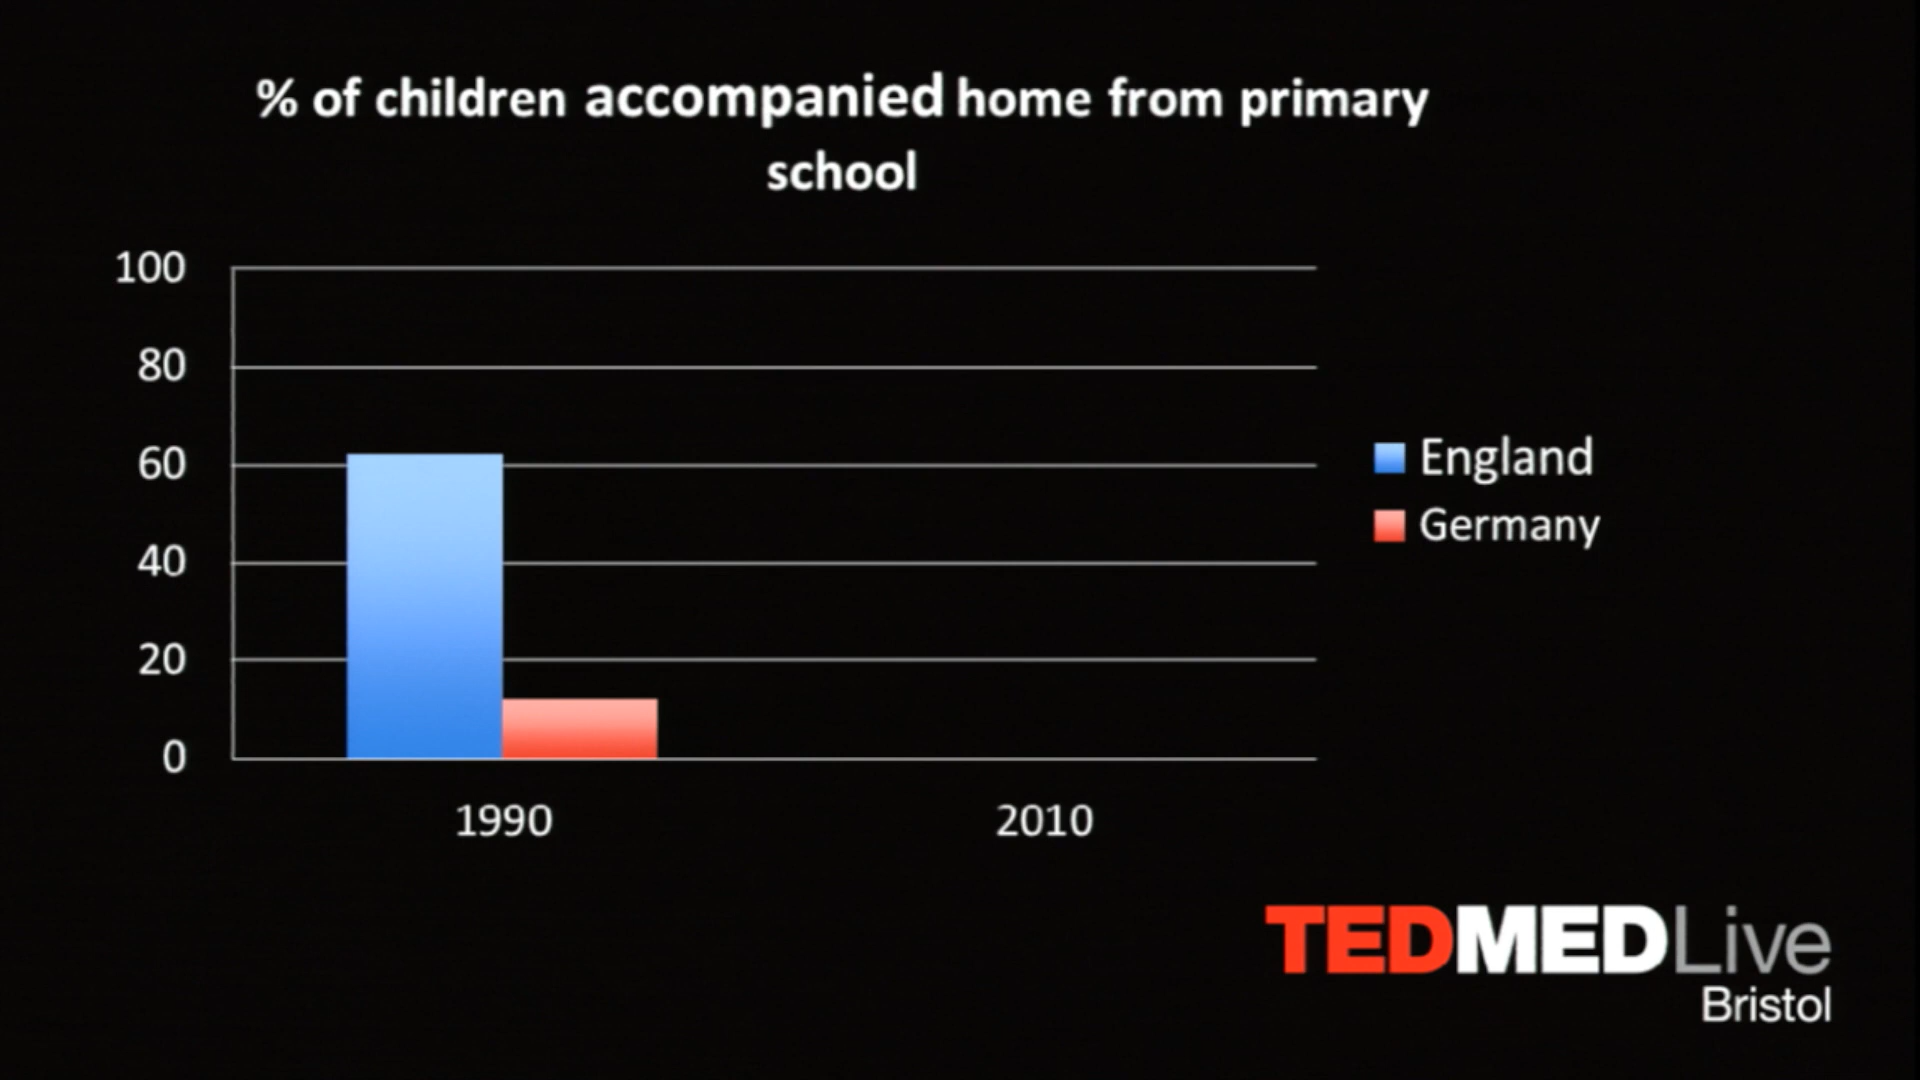 % of children accompanied home from primary
school
100
80
60
40
20
0
1990
2010
England
Germany
TEDMEDLive
Bristol